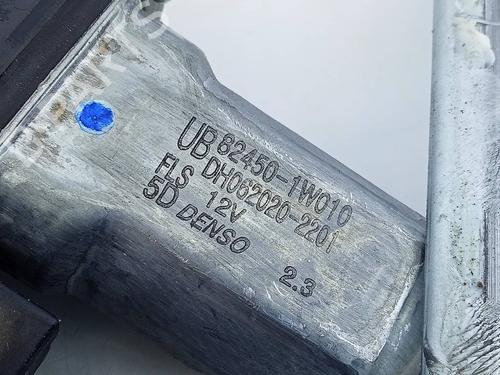 UB 82450-1W010
DH062020-2201
FLS 12V
5D DENSO
2.3